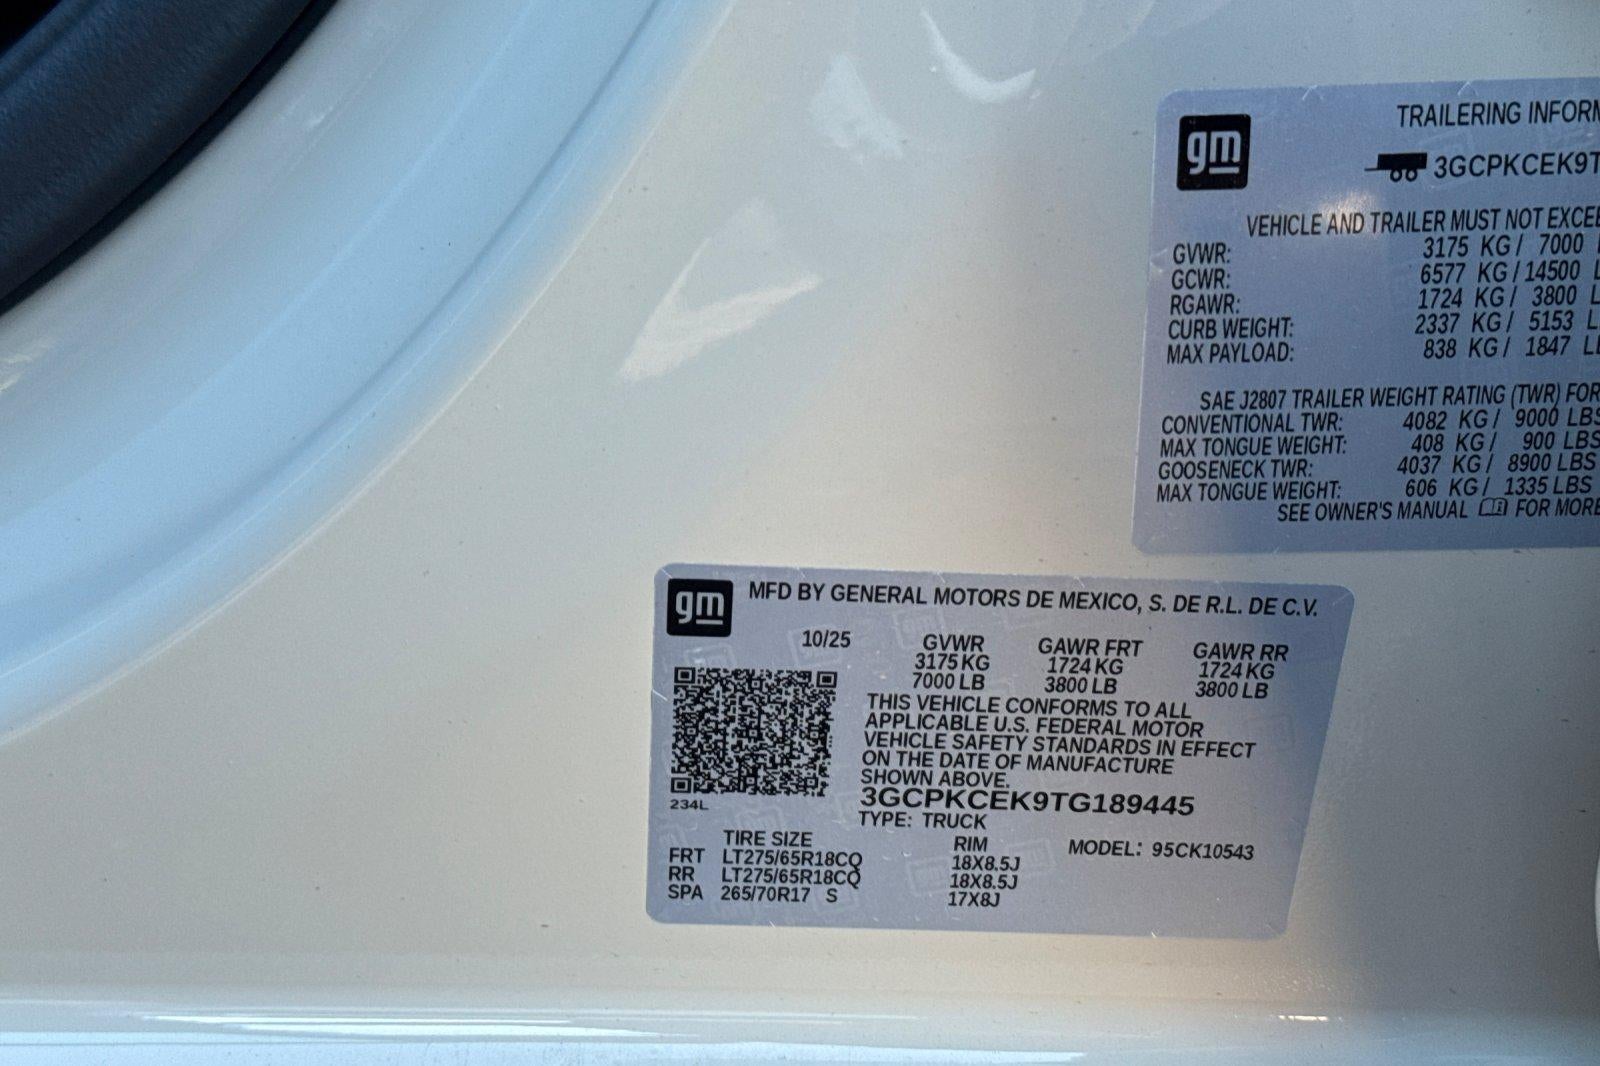 gm
TRAILERING INFORM
3GCPKCEK9T
VEHICLE AND TRAILER MUST NOT EXCEE
GVWR: 3175 KG / 7000
GCWR: 6577 KG / 14500 L
RGAWR: 1724 KG / 3800 L
CURB WEIGHT: 2337 KG / 5153 L
MAX PAYLOAD: 838 KG / 1847 LB
SAE J2807 TRAILER WEIGHT RATING (TWR) FOR
CONVENTIONAL TWR: 4082 KG / 9000 LBS
MAX TONGUE WEIGHT: 408 KG / 900 LBS
GOOSENECK TWR: 4037 KG / 8900 LBS
MAX TONGUE WEIGHT: 606 KG / 1335 LBS
SEE OWNER'S MANUAL FOR MORE
gm
MFD BY GENERAL MOTORS DE MEXICO, S. DE R.L. DE C.V.
10/25 GVWR GAWR FRT GAWR RR
3175 KG 1724 KG 1724 KG
7000 LB 3800 LB 3800 LB
THIS VEHICLE CONFORMS TO ALL
APPLICABLE U.S. FEDERAL MOTOR
VEHICLE SAFETY STANDARDS IN EFFECT
ON THE DATE OF MANUFACTURE
SHOWN ABOVE.
234L
3GCPKCEK9TG189445
TYPE: TRUCK
TIRE SIZE RIM MODEL: 95CK10543
FRT LT275/65R18CQ 18X8.5J
RR LT275/65R18CQ 18X8.5J
SPA 265/70R17 S 17X8J